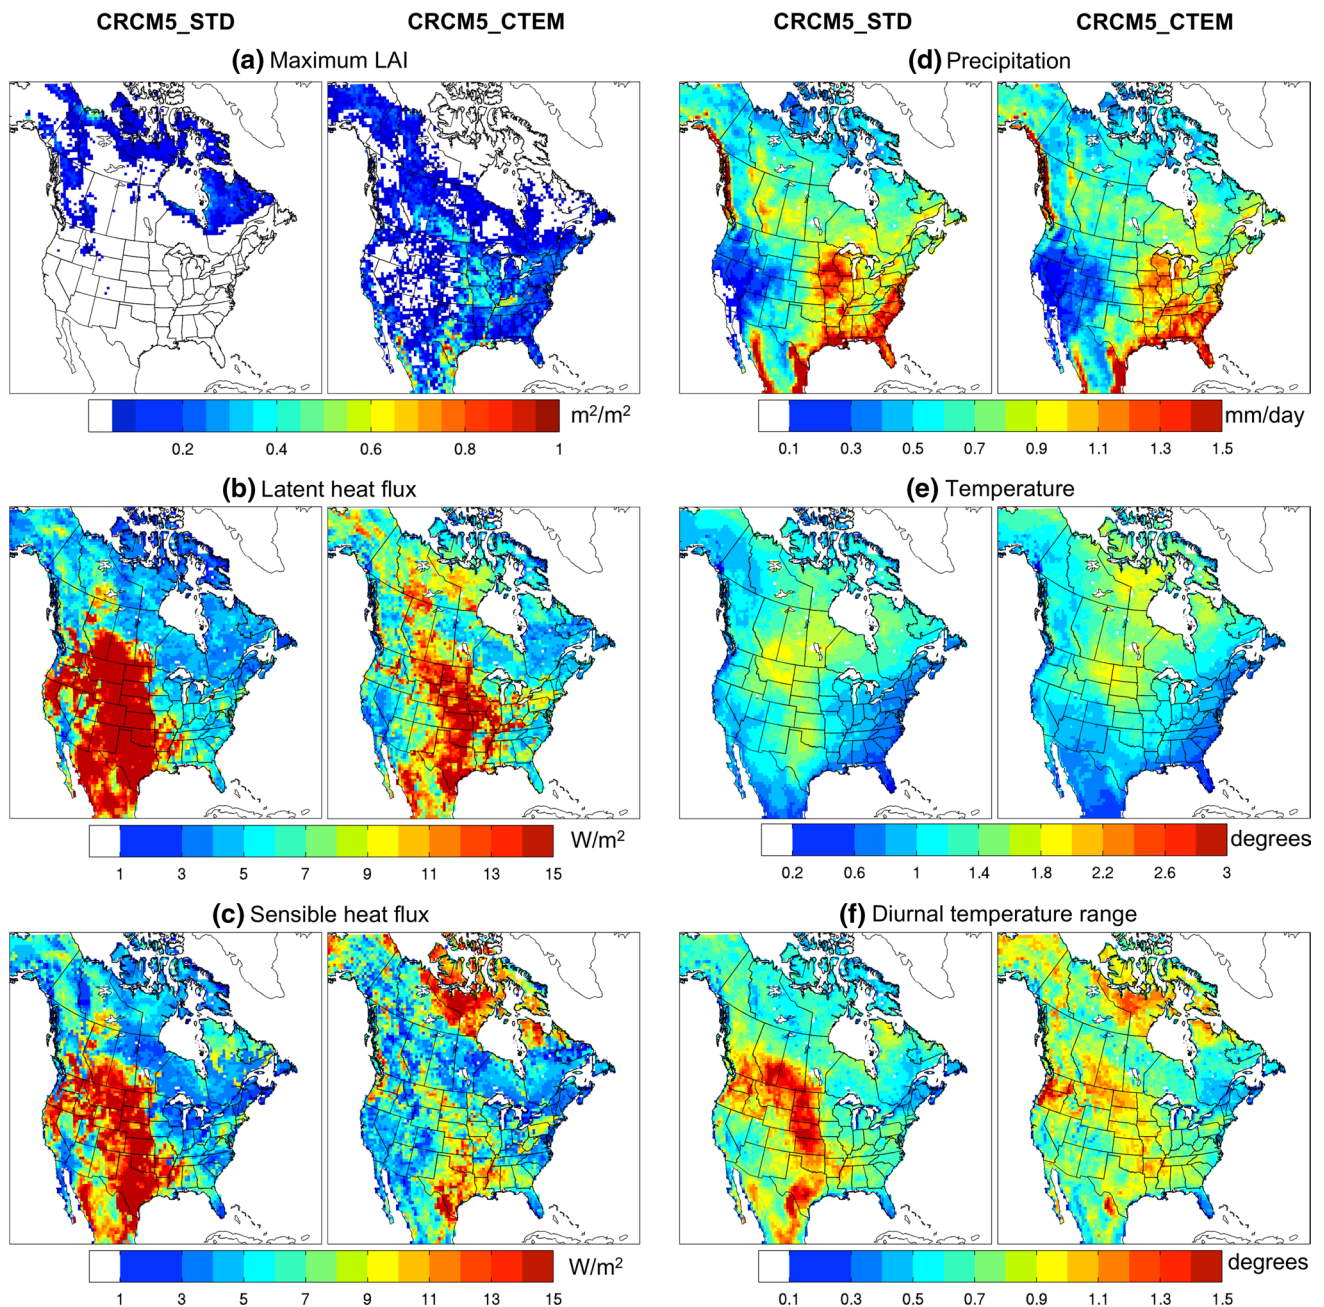 CRCM5_STD CRCM5_CTEM CRCM5_STD CRCM5_CTEM
(a) Maximum LAI
0.2 0.4 0.6 0.8 1 m²/m²
(d) Precipitation
0.1 0.3 0.5 0.7 0.9 1.1 1.3 1.5 mm/day
(b) Latent heat flux
1 3 5 7 9 11 13 15 W/m²
(e) Temperature
0.2 0.6 1 1.4 1.8 2.2 2.6 3 degrees
(c) Sensible heat flux
1 3 5 7 9 11 13 15 W/m²
(f) Diurnal temperature range
0.1 0.3 0.5 0.7 0.9 1.1 1.3 1.5 degrees